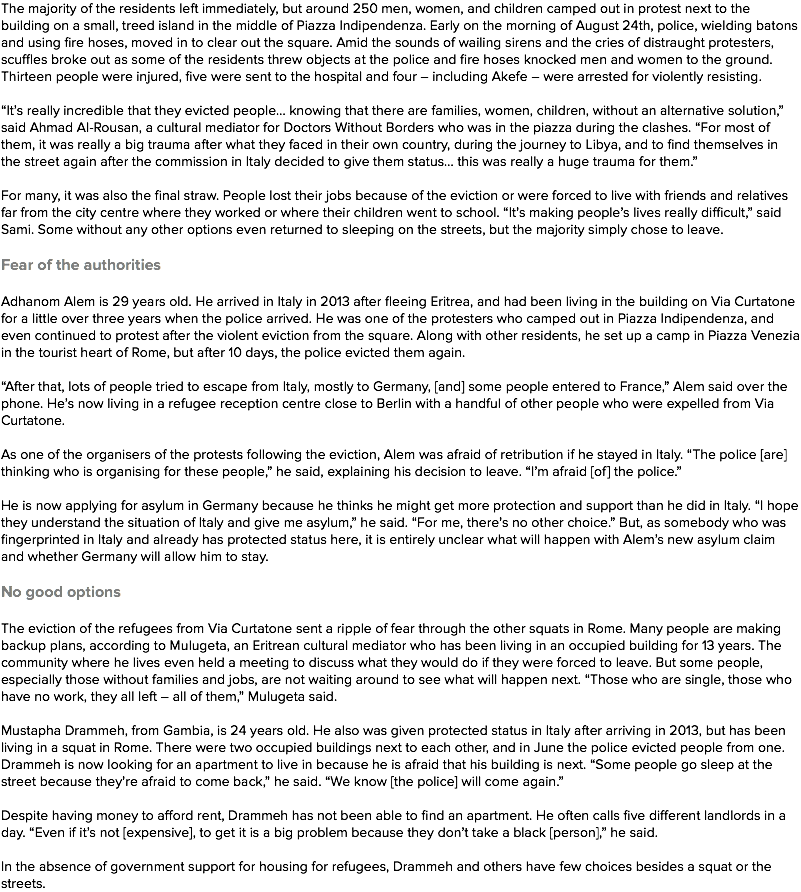 The majority of the residents left immediately, but around 250 men, women, and children camped out in protest next to the
building on a small, treed island in the middle of Piazza Indipendenza. Early on the morning of August 24th, police, wielding batons
and using fire hoses, moved in to clear out the square. Amid the sounds of wailing sirens and the cries of distraught protesters,
scuffles broke out as some of the residents threw objects at the police and fire hoses knocked men and women to the ground.
Thirteen people were injured, five were sent to the hospital and four – including Akefe – were arrested for violently resisting.
“It’s really incredible that they evicted people… knowing that there are families, women, children, without an alternative solution,”
said Ahmad Al-Rousan, a cultural mediator for Doctors Without Borders who was in the piazza during the clashes. “For most of
them, it was really a big trauma after what they faced in their own country, during the journey to Libya, and to find themselves in
the street again after the commission in Italy decided to give them status… this was really a huge trauma for them.”
For many, it was also the final straw. People lost their jobs because of the eviction or were forced to live with friends and relatives
far from the city centre where they worked or where their children went to school. “It’s making people’s lives really difficult,” said
Sami. Some without any other options even returned to sleeping on the streets, but the majority simply chose to leave.
Fear of the authorities
Adhanom Alem is 29 years old. He arrived in Italy in 2013 after fleeing Eritrea, and had been living in the building on Via Curtatone
for a little over three years when the police arrived. He was one of the protesters who camped out in Piazza Indipendenza, and
even continued to protest after the violent eviction from the square. Along with other residents, he set up a camp in Piazza Venezia
in the tourist heart of Rome, but after 10 days, the police evicted them again.
“After that, lots of people tried to escape from Italy, mostly to Germany, [and] some people entered to France,” Alem said over the
phone. He’s now living in a refugee reception centre close to Berlin with a handful of other people who were expelled from Via
Curtatone.
As one of the organisers of the protests following the eviction, Alem was afraid of retribution if he stayed in Italy. “The police [are]
thinking who is organising for these people,” he said, explaining his decision to leave. “I’m afraid [of] the police.”
He is now applying for asylum in Germany because he thinks he might get more protection and support than he did in Italy. “I hope
they understand the situation of Italy and give me asylum,” he said. “For me, there’s no other choice.” But, as somebody who was
fingerprinted in Italy and already has protected status here, it is entirely unclear what will happen with Alem’s new asylum claim
and whether Germany will allow him to stay.
No good options
The eviction of the refugees from Via Curtatone sent a ripple of fear through the other squats in Rome. Many people are making
backup plans, according to Mulugeta, an Eritrean cultural mediator who has been living in an occupied building for 13 years. The
community where he lives even held a meeting to discuss what they would do if they were forced to leave. But some people,
especially those without families and jobs, are not waiting around to see what will happen next. “Those who are single, those who
have no work, they all left – all of them,” Mulugeta said.
Mustapha Drammeh, from Gambia, is 24 years old. He also was given protected status in Italy after arriving in 2013, but has been
living in a squat in Rome. There were two occupied buildings next to each other, and in June the police evicted people from one.
Drammeh is now looking for an apartment to live in because he is afraid that his building is next. “Some people go sleep at the
street because they’re afraid to come back,” he said. “We know [the police] will come again.”
Despite having money to afford rent, Drammeh has not been able to find an apartment. He often calls five different landlords in a
day. “Even if it’s not [expensive], to get it is a big problem because they don’t take a black [person],” he said.
In the absence of government support for housing for refugees, Drammeh and others have few choices besides a squat or the
streets.